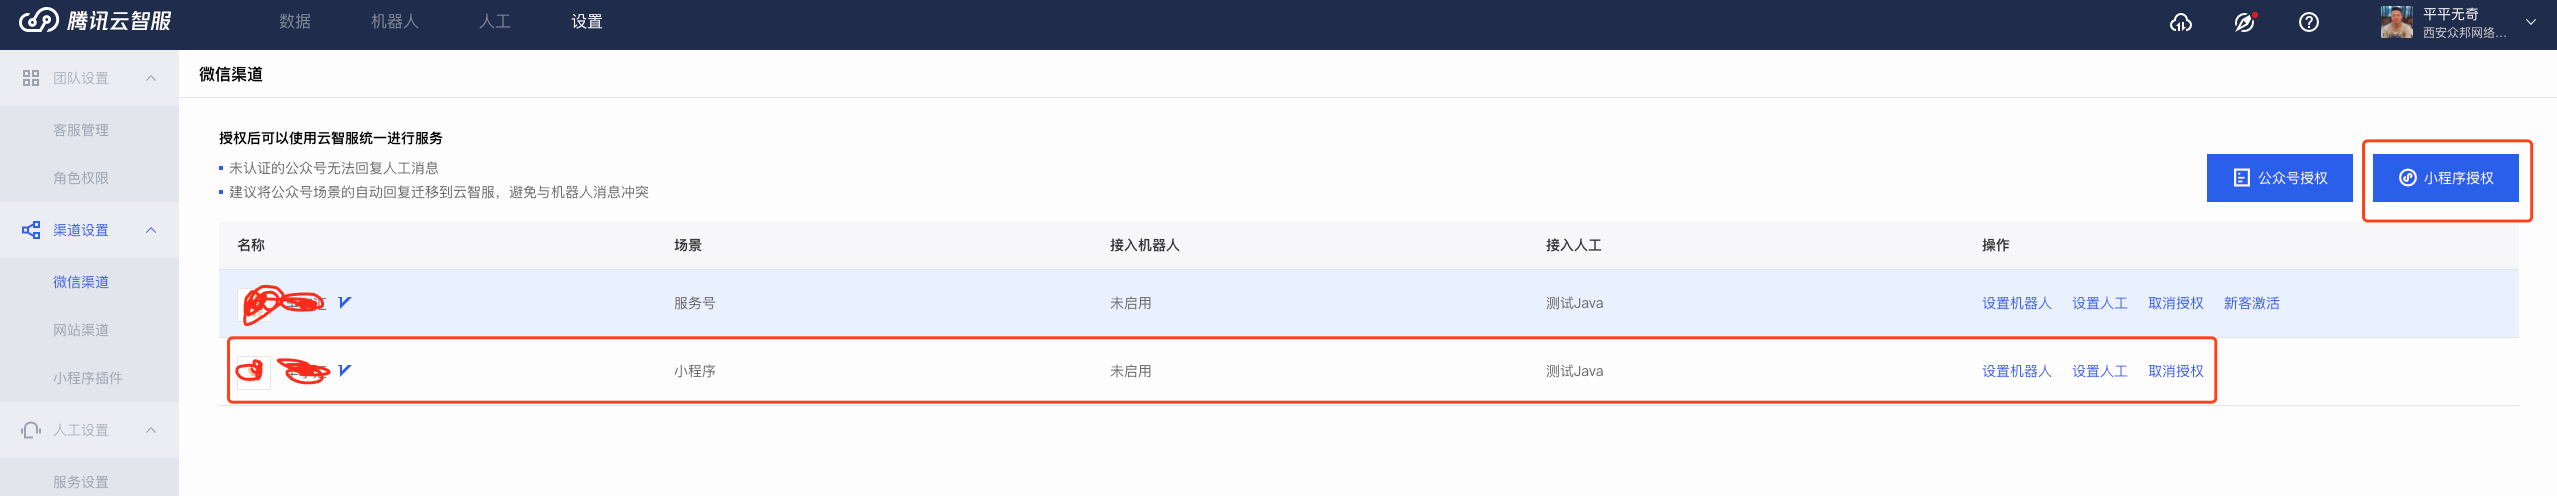 腾讯云智服
数据 机器人 人工 设置
平平无奇
西安众邦网络...
团队设置
客服管理
角色权限
渠道设置
微信渠道
网站渠道
小程序插件
人工设置
服务设置
微信渠道
授权后可以使用云智服统一进行服务
未认证的公众号无法回复人工消息
建议将公众号场景的自动回复迁移到云智服，避免与机器人消息冲突
公众号授权 小程序授权
名称 场景 接入机器人 接入人工 操作
服务号 未启用 测试Java 设置机器人 设置人工 取消授权 新客激活
小程序 未启用 测试Java 设置机器人 设置人工 取消授权